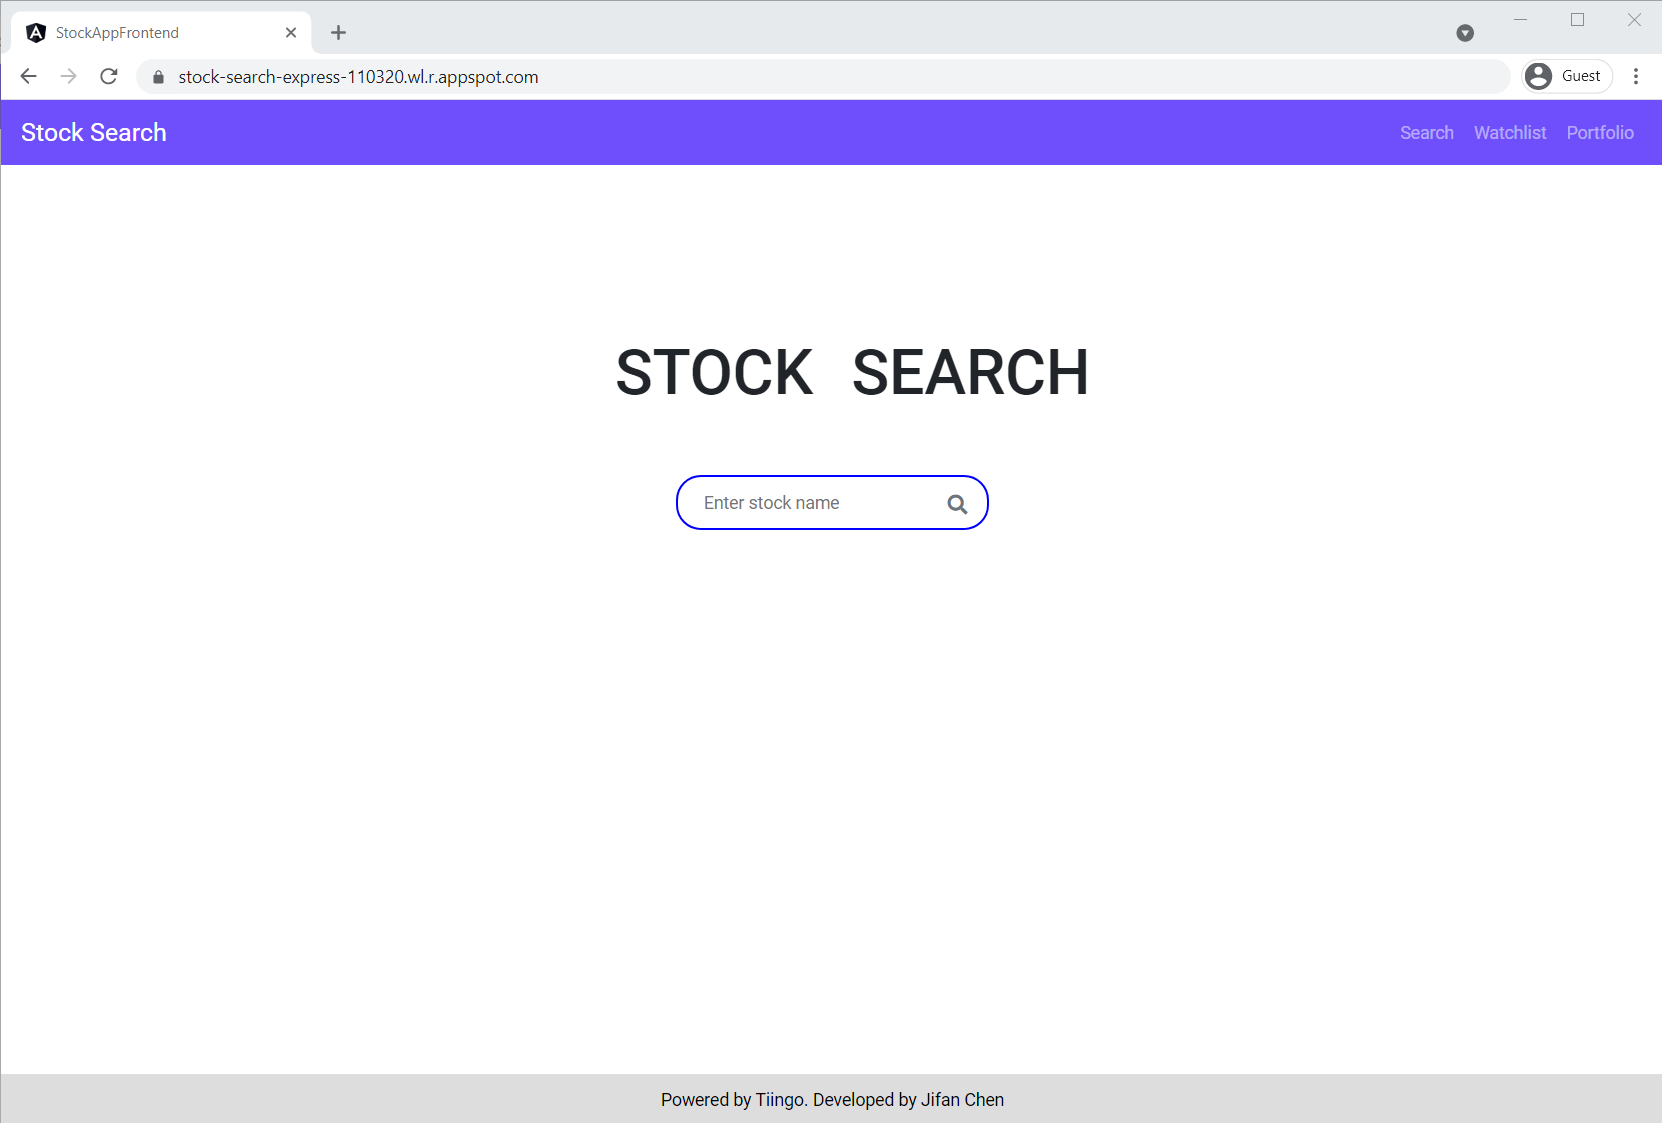 StockAppFrontend
stock-search-express-110320.wl.r.appspot.com
Guest
Stock Search
Search Watchlist Portfolio
STOCK SEARCH
Enter stock name
Powered by Tiingo. Developed by Jifan Chen